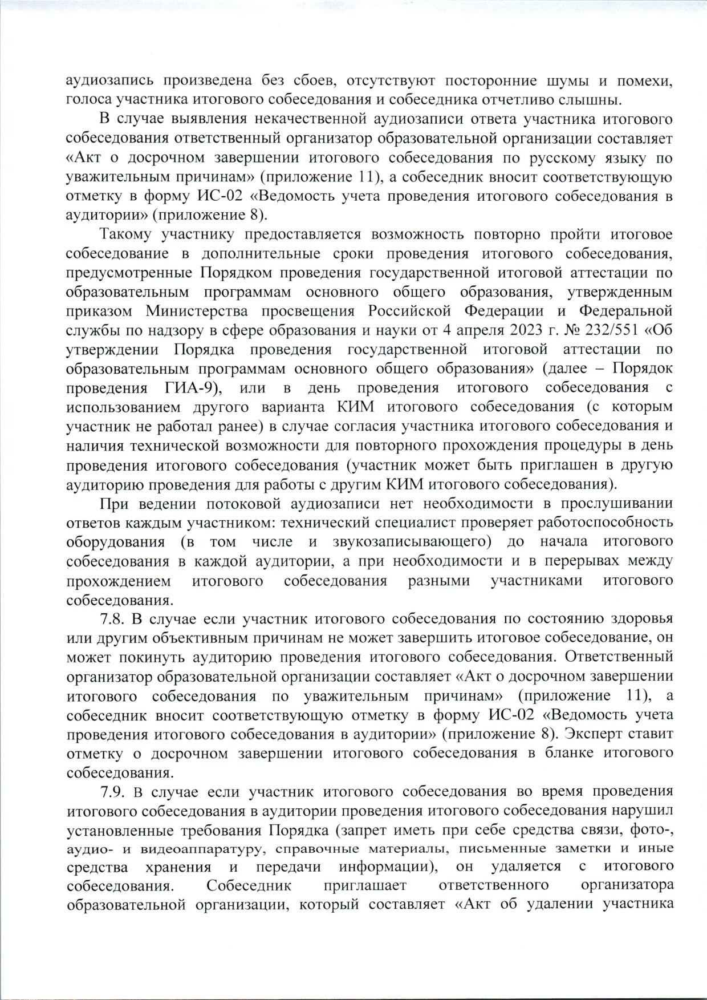 аудиозапись произведена без сбоев, отсутствуют посторонние шумы и помехи,
голоса участника итогового собеседования и собеседника отчетливо слышны.
В случае выявления некачественной аудиозаписи ответа участника итогового
собеседования ответственный организатор образовательной организации составляет
«Акт о досрочном завершении итогового собеседования по русскому языку по
уважительным причинам» (приложение 11), а собеседник вносит соответствующую
отметку в форму ИС-02 «Ведомость учета проведения итогового собеседования в
аудитории» (приложение 8).
Такому участнику предоставляется возможность повторно пройти итоговое
собеседование в дополнительные сроки проведения итогового собеседования,
предусмотренные Порядком проведения государственной итоговой аттестации по
образовательным программам основного общего образования, утвержденным
приказом Министерства просвещения Российской Федерации и Федеральной
службы по надзору в сфере образования и науки от 4 апреля 2023 г. № 232/551 «Об
утверждении Порядка проведения государственной итоговой аттестации по
образовательным программам основного общего образования» (далее – Порядок
проведения ГИА-9), или в день проведения итогового собеседования с
использованием другого варианта КИМ итогового собеседования (с которым
участник не работал ранее) в случае согласия участника итогового собеседования и
наличия технической возможности для повторного прохождения процедуры в день
проведения итогового собеседования (участник может быть приглашен в другую
аудиторию проведения для работы с другим КИМ итогового собеседования).
При ведении потоковой аудиозаписи нет необходимости в прослушивании
ответов каждым участником: технический специалист проверяет работоспособность
оборудования (в том числе и звукозаписывающего) до начала итогового
собеседования в каждой аудитории, а при необходимости и в перерывах между
прохождением итогового собеседования разными участниками итогового
собеседования.
7.8. В случае если участник итогового собеседования по состоянию здоровья
или другим объективным причинам не может завершить итоговое собеседование, он
может покинуть аудиторию проведения итогового собеседования. Ответственный
организатор образовательной организации составляет «Акт о досрочном завершении
итогового собеседования по уважительным причинам» (приложение 11), а
собеседник вносит соответствующую отметку в форму ИС-02 «Ведомость учета
проведения итогового собеседования в аудитории» (приложение 8). Эксперт ставит
отметку о досрочном завершении итогового собеседования в бланке итогового
собеседования.
7.9. В случае если участник итогового собеседования во время проведения
итогового собеседования в аудитории проведения итогового собеседования нарушил
установленные требования Порядка (запрет иметь при себе средства связи, фото-,
аудио- и видеоаппаратуру, справочные материалы, письменные заметки и иные
средства хранения и передачи информации), он удаляется с итогового
собеседования. Собеседник приглашает ответственного организатора
образовательной организации, который составляет «Акт об удалении участника